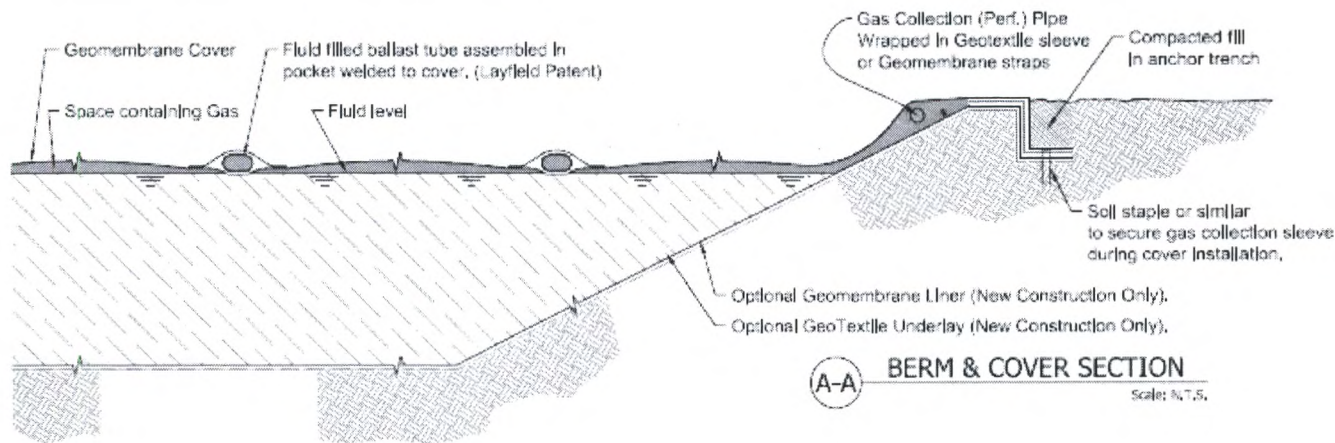 Geomembrane Cover
Fluid filled ballast tube assembled in
pocket welded to cover. (Layfield Patent)
Space containing Gas
Fluid level
Gas Collection (Perf.) Pipe
Wrapped in Geotextile sleeve
or Geomembrane straps
Compacted fill
in anchor trench
Soil staple or similar
to secure gas collection sleeve
during cover installation.
Optional Geomembrane Liner (New Construction Only).
Optional GeoTextile Underlay (New Construction Only).
A-A
BERM & COVER SECTION
Scale: N.T.S.